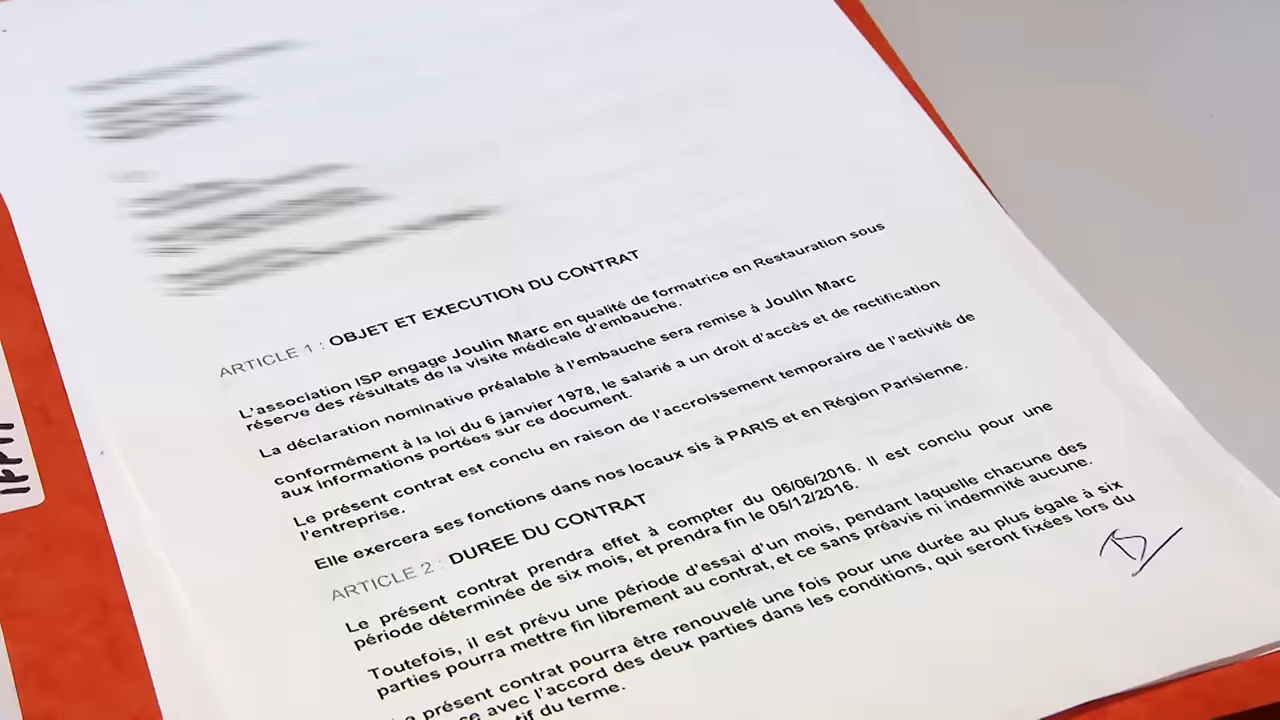 ARTICLE 1 : OBJET ET EXECUTION DU CONTRAT
L'association ISP engage Joulin Marc en qualité de formatrice en Restauration sous
réserve des résultats de la visite médicale d'embauche.
La déclaration nominative préalable à l'embauche sera remise à Joulin Marc
conformément à la loi du 6 janvier 1978, le salarié a un droit d'accès et de rectification
aux informations portées sur ce document.
Le présent contrat est conclu en raison de l'accroissement temporaire de l'activité de
l'entreprise.
Elle exercera ses fonctions dans nos locaux sis à PARIS et en Région Parisienne.
ARTICLE 2 : DUREE DU CONTRAT
Le présent contrat prendra effet à compter du 06/06/2016. Il est conclu pour une
période déterminée de six mois, et prendra fin le 05/12/2016.
Toutefois, il est prévu une période d'essai d'un mois, pendant laquelle chacune des
parties pourra mettre fin librement au contrat, et ce sans préavis ni indemnité aucune.
présent contrat pourra être renouvelé une fois pour une durée au plus égale à six
avec l'accord des deux parties dans les conditions, qui seront fixées lors du
du terme.